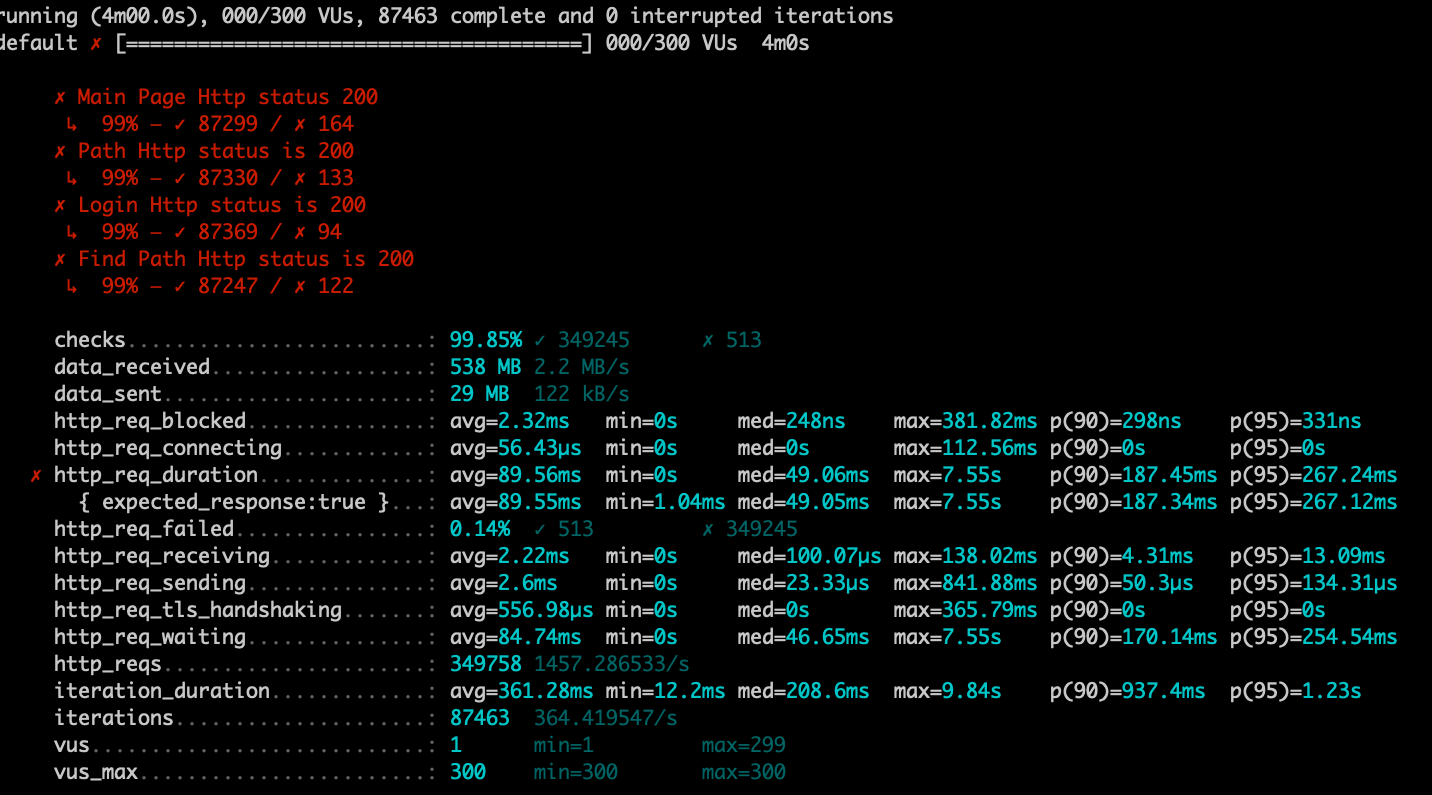 running (4m00.0s), 000/300 VUs, 87463 complete and 0 interrupted iterations
default ✗ [======================================] 000/300 VUs  4m0s

     ✗ Main Page Http status 200
      ↳  99% — ✓ 87299 / ✗ 164
     ✗ Path Http status is 200
      ↳  99% — ✓ 87330 / ✗ 133
     ✗ Login Http status is 200
      ↳  99% — ✓ 87369 / ✗ 94
     ✗ Find Path Http status is 200
      ↳  99% — ✓ 87247 / ✗ 122

     checks.........................: 99.85% ✓ 349245      ✗ 513
     data_received..................: 538 MB 2.2 MB/s
     data_sent......................: 29 MB  122 kB/s
     http_req_blocked...............: avg=2.32ms   min=0s     med=248ns    max=381.82ms p(90)=298ns    p(95)=331ns
     http_req_connecting............: avg=56.43µs  min=0s     med=0s       max=112.56ms p(90)=0s       p(95)=0s
   ✗ http_req_duration..............: avg=89.56ms  min=0s     med=49.06ms  max=7.55s    p(90)=187.45ms p(95)=267.24ms
       { expected_response:true }...: avg=89.55ms  min=1.04ms med=49.05ms  max=7.55s    p(90)=187.34ms p(95)=267.12ms
     http_req_failed................: 0.14%  ✓ 513         ✗ 349245
     http_req_receiving.............: avg=2.22ms   min=0s     med=100.07µs max=138.02ms p(90)=4.31ms   p(95)=13.09ms
     http_req_sending...............: avg=2.6ms    min=0s     med=23.33µs  max=841.88ms p(90)=50.3µs   p(95)=134.31µs
     http_req_tls_handshaking.......: avg=556.98µs min=0s     med=0s       max=365.79ms p(90)=0s       p(95)=0s
     http_req_waiting...............: avg=84.74ms  min=0s     med=46.65ms  max=7.55s    p(90)=170.14ms p(95)=254.54ms
     http_reqs......................: 349758 1457.286533/s
     iteration_duration.............: avg=361.28ms min=12.2ms med=208.6ms  max=9.84s    p(90)=937.4ms  p(95)=1.23s
     iterations.....................: 87463  364.419547/s
     vus............................: 1      min=1         max=299
     vus_max........................: 300    min=300       max=300